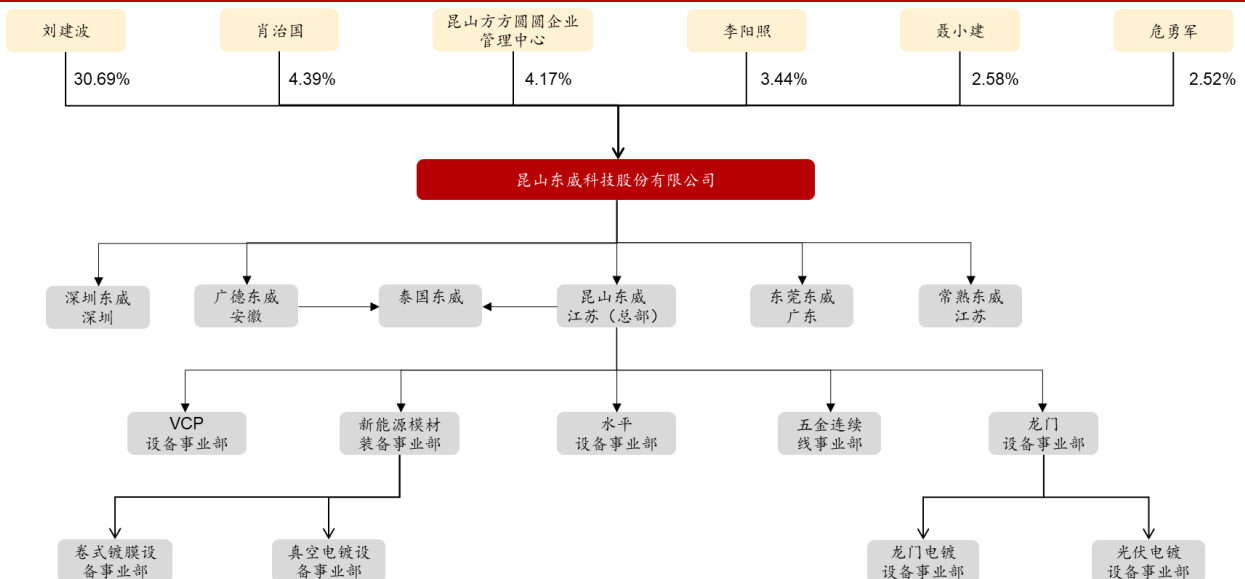 刘建波
肖治国
昆山方方圆圆企业
管理中心
李阳照
聂小建
危勇军
30.69%
4.39%
4.17%
3.44%
2.58%
2.52%
昆山东威科技股份有限公司
深圳东威
深圳
广德东威
安徽
泰国东威
昆山东威
江苏（总部）
东莞东威
广东
常熟东威
江苏
VCP
设备事业部
新能源模材
装备事业部
水平
设备事业部
五金连续
线事业部
龙门
设备事业部
卷式镀膜设
备事业部
真空电镀设
备事业部
龙门电镀
设备事业部
光伏电镀
设备事业部